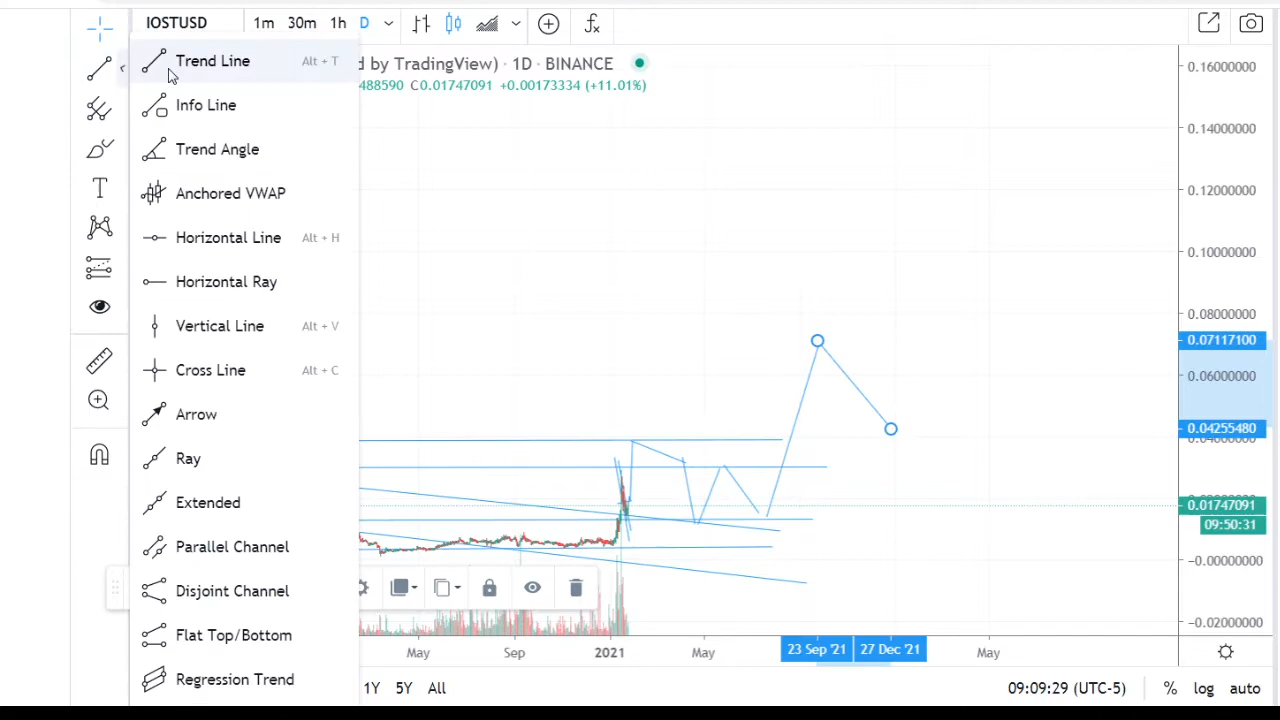 IOSTUSD 1m 30m 1h D
d by TradingView) · 1D · BINANCE
488590 C0.01747091 +0.00173334 (+11.01%)
Trend Line Alt + T
Info Line
Trend Angle
Anchored VWAP
Horizontal Line Alt + H
Horizontal Ray
Vertical Line Alt + V
Cross Line Alt + C
Arrow
Ray
Extended
Parallel Channel
Disjoint Channel
Flat Top/Bottom
Regression Trend
0.16000000
0.14000000
0.12000000
0.10000000
0.08000000
0.07117100
0.06000000
0.04255480
0.01747091
09:50:31
−0.00000000
−0.02000000
May Sep 2021 May 23 Sep '21 27 Dec '21 May
1Y 5Y All 09:09:29 (UTC-5) % log auto